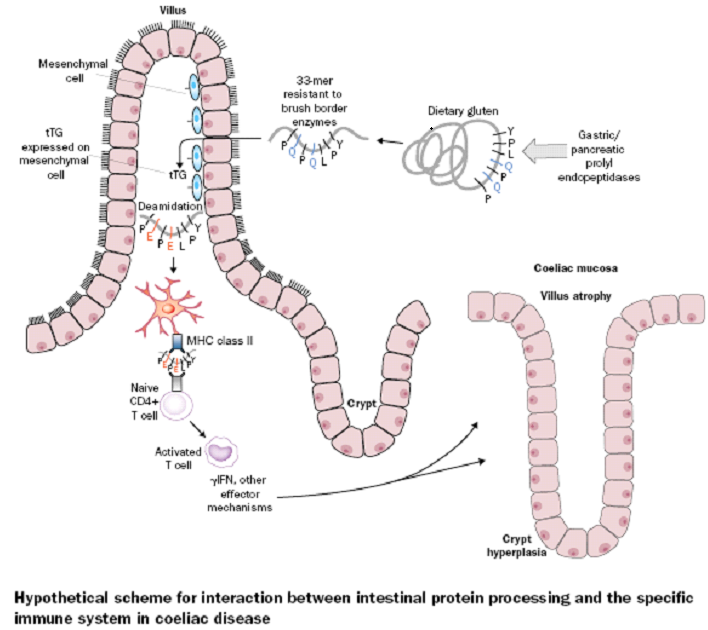 Villus
Mesenchymal
cell
tTG
expressed on
mesenchymal
cell
33-mer
resistant to
brush border
enzymes
P
Q
P
Q
L
P
Y
Dietary gluten
Y
P
L
Q
P
Q
P
Gastric/
pancreatic
prolyl
endopeptidases
tTG
Deamidation
P
E
P
E
L
P
Y
MHC class II
Naive
CD4+
T cell
Activated
T cell
γIFN, other
effector
mechanisms
Crypt
Coeliac mucosa
Villus atrophy
Crypt
hyperplasia
Hypothetical scheme for interaction between intestinal protein processing and the specific
immune system in coeliac disease